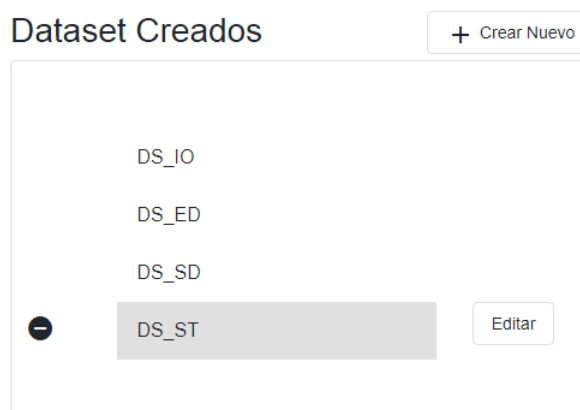 Dataset Creados
+ Crear Nuevo
DS_IO
DS_ED
DS_SD
DS_ST
Editar